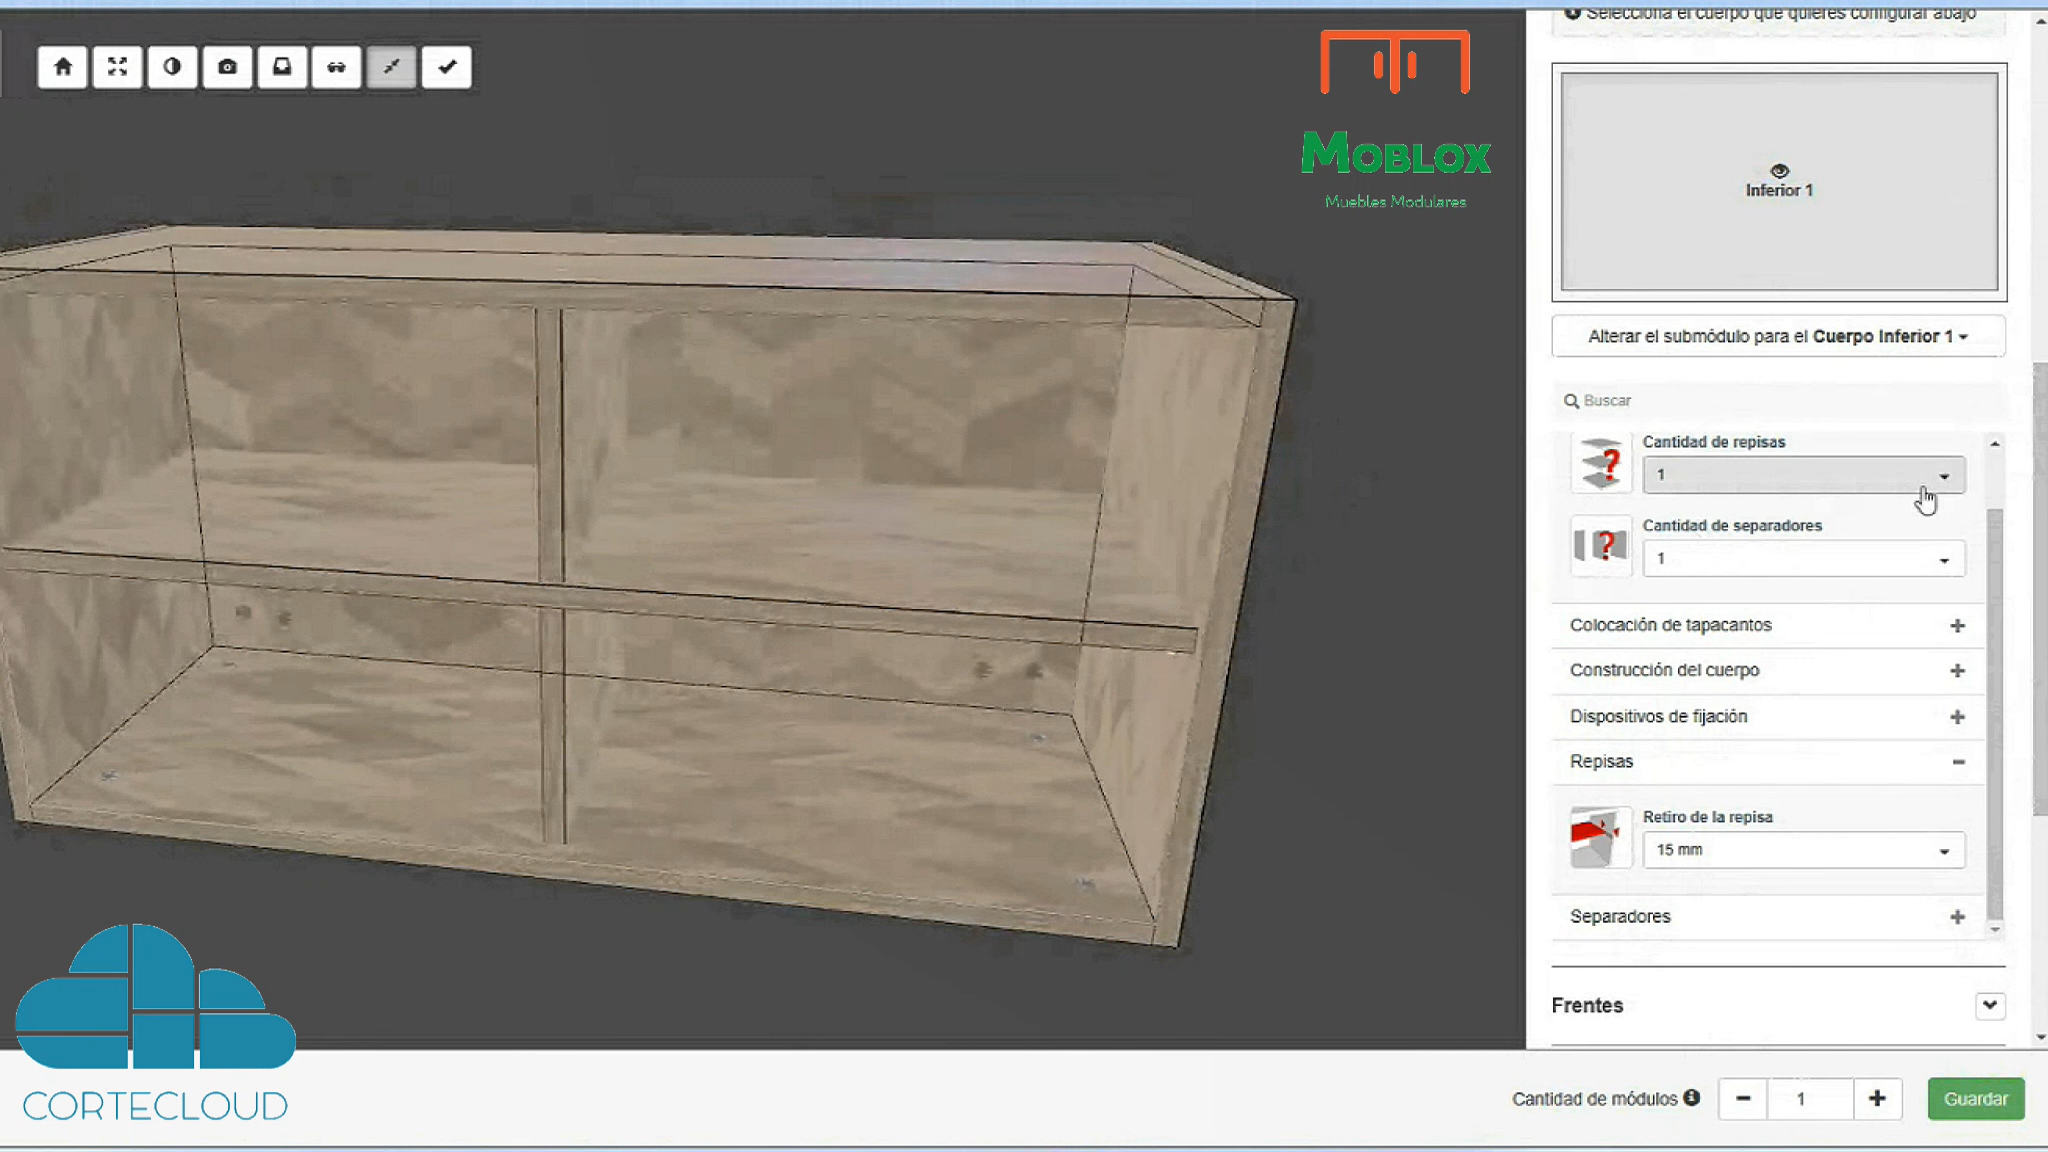 Selecciona el cuerpo que quieres configurar abajo
MOBLOX
Muebles Modulares
Inferior 1
Alterar el submódulo para el Cuerpo Inferior 1
Buscar
Cantidad de repisas
1
Cantidad de separadores
1
Colocación de tapacantos
Construcción del cuerpo
Dispositivos de fijación
Repisas
Retiro de la repisa
15 mm
Separadores
Frentes
CORTECLOUD
Cantidad de módulos
1
Guardar